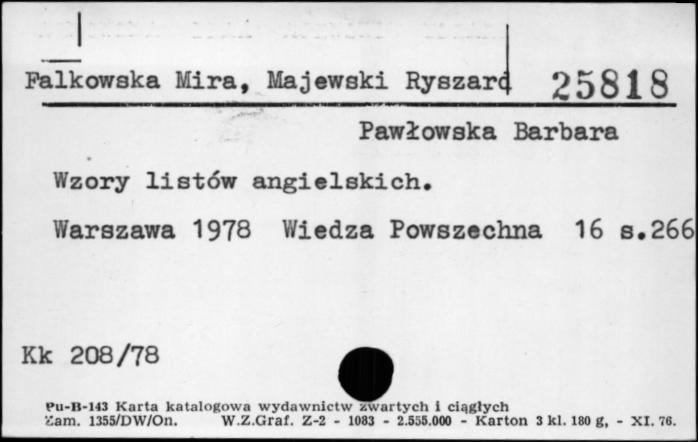 Falkowska Mira, Majewski Ryszard 25818
Pawłowska Barbara
Wzory listów angielskich.
Warszawa 1978 Wiedza Powszechna 16 s.266
Kk 208/78
Pu-B-143 Karta katalogowa wydawnictw zwartych i ciągłych
Zam. 1355/DW/On. W.Z.Graf. Z-2 - 1083 - 2.555.000 - Karton 3 kl. 180 g, - XI. 76.